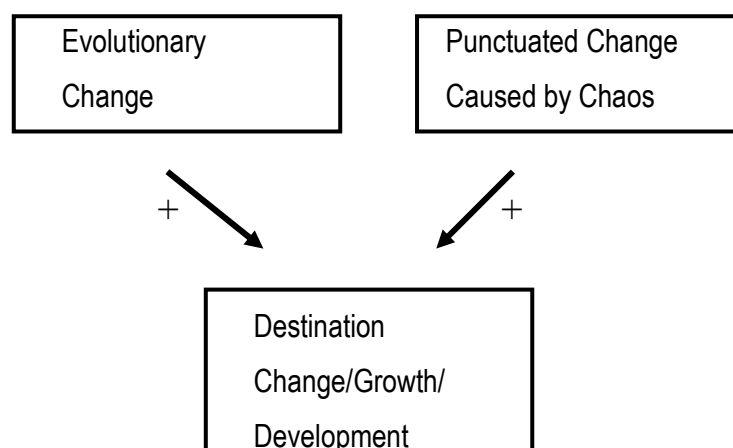 Evolutionary
Change
Punctuated Change
Caused by Chaos
+
+
Destination
Change/Growth/
Development